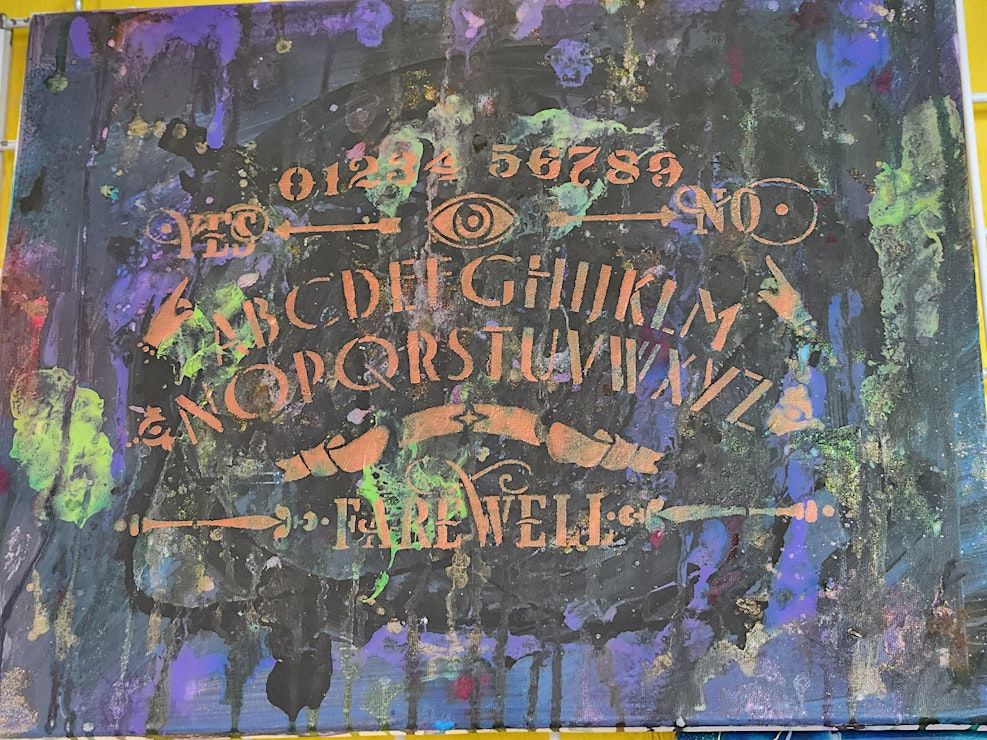 01234 56789
YES NO
ABCDEFGHIJKLM
NOPQRSTUVWXYZ
FAREWELL